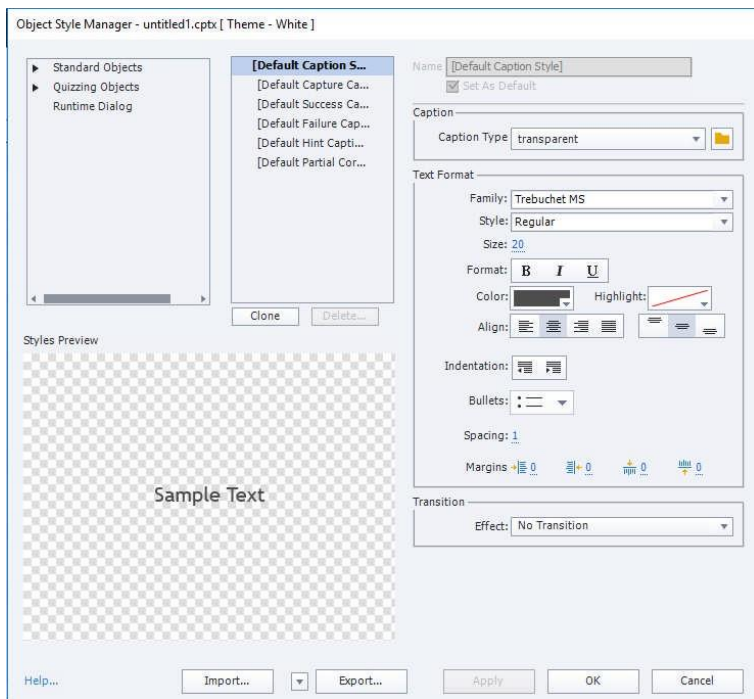 Object Style Manager - untitled1.cptx [ Theme - White ]
Standard Objects
Quizzing Objects
Runtime Dialog
[Default Caption S...
[Default Capture Ca...
[Default Success Ca...
[Default Failure Cap...
[Default Hint Capti...
[Default Partial Cor...
Clone
Delete...
Name [Default Caption Style]
Set As Default
Caption
Caption Type transparent
Text Format
Family: Trebuchet MS
Style: Regular
Size: 20
Format: B I U
Color: Highlight:
Align:
Indentation:
Bullets:
Spacing: 1
Margins 0 0 0 0
Transition
Effect: No Transition
Styles Preview
Sample Text
Help... Import... Export... Apply OK Cancel